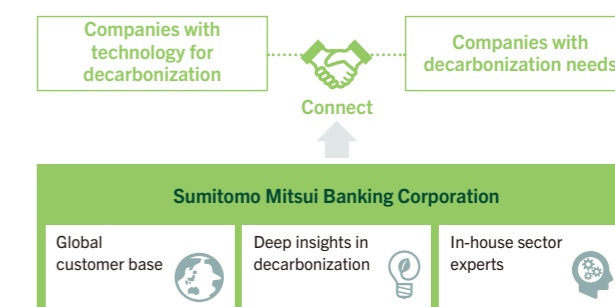 Companies with
technology for
decarbonization
Companies with
decarbonization needs
Connect
Sumitomo Mitsui Banking Corporation
Global
customer base
Deep insights in
decarbonization
In-house sector
experts